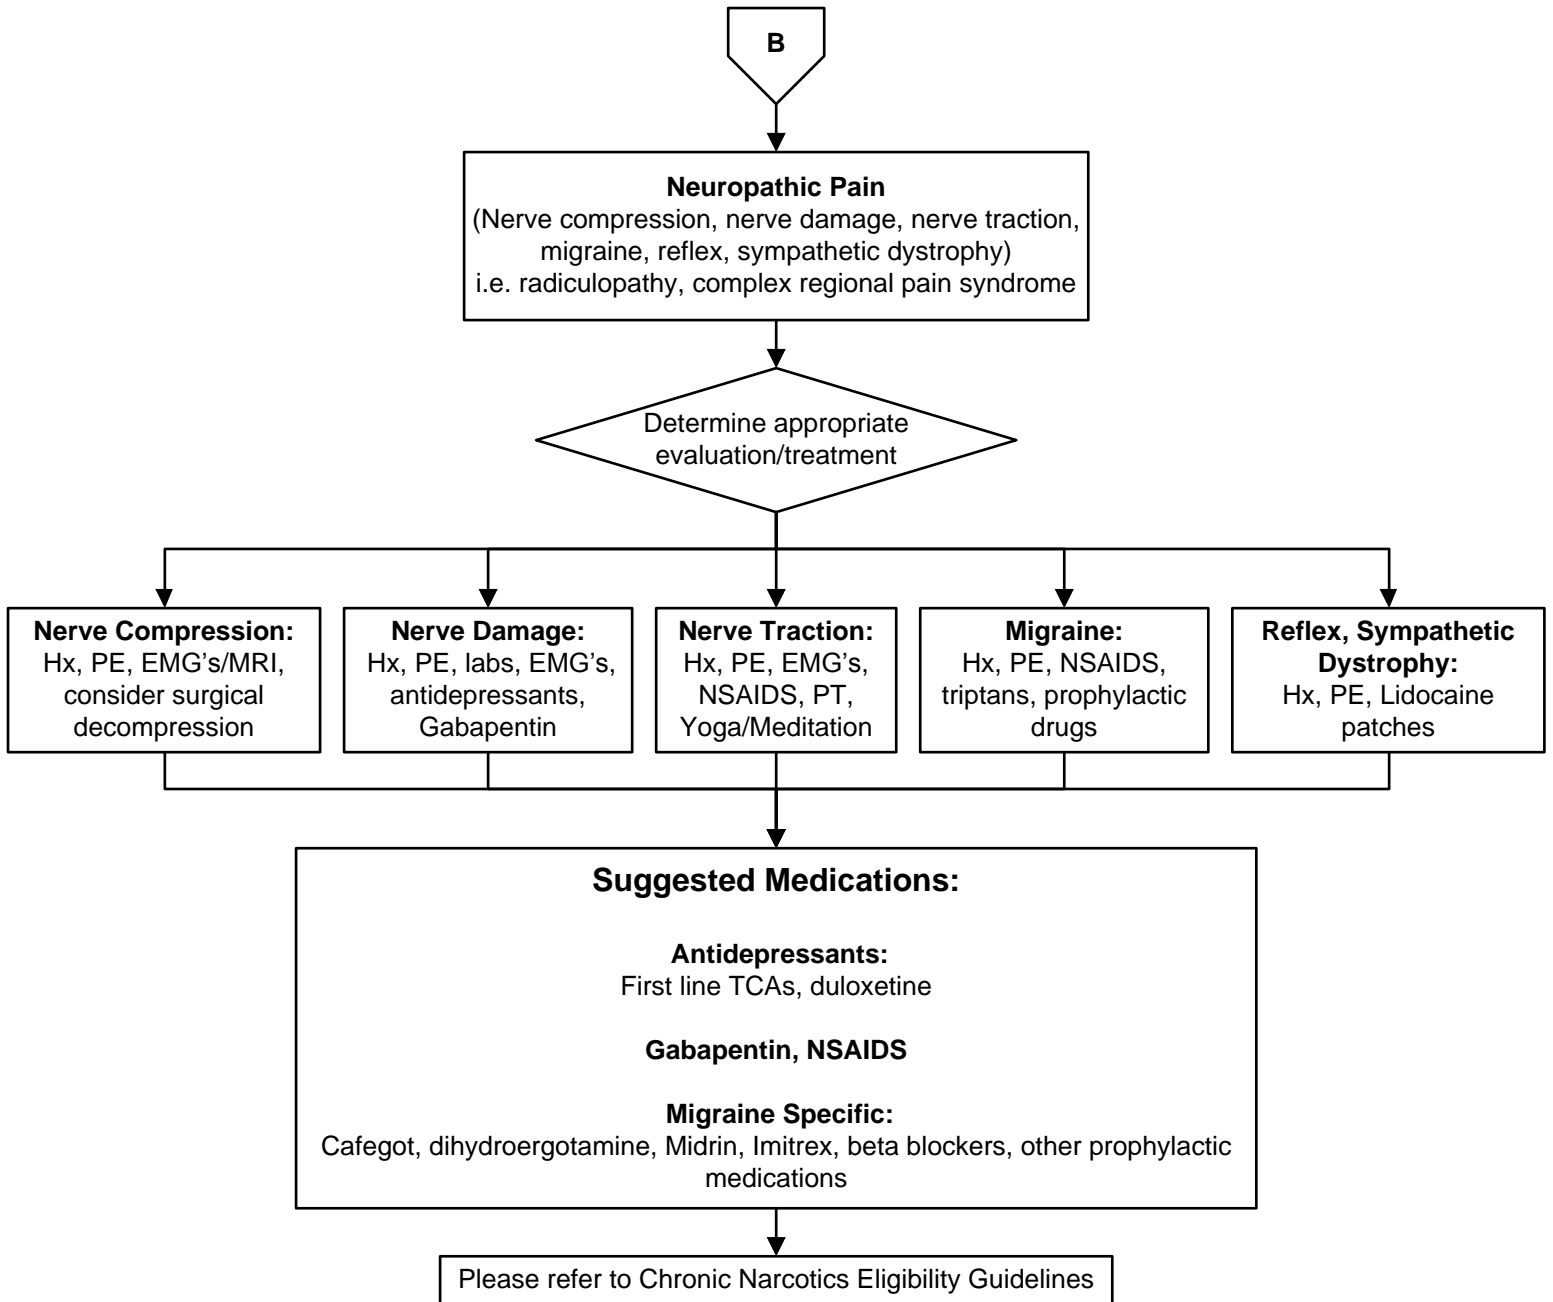 B
Neuropathic Pain
(Nerve compression, nerve damage, nerve traction,
migraine, reflex, sympathetic dystrophy)
i.e. radiculopathy, complex regional pain syndrome
Determine appropriate
evaluation/treatment
Nerve Compression:
Hx, PE, EMG’s/MRI,
consider surgical
decompression
Nerve Damage:
Hx, PE, labs, EMG’s,
antidepressants,
Gabapentin
Nerve Traction:
Hx, PE, EMG’s,
NSAIDS, PT,
Yoga/Meditation
Migraine:
Hx, PE, NSAIDS,
triptans, prophylactic
drugs
Reflex, Sympathetic
Dystrophy:
Hx, PE, Lidocaine
patches
Suggested Medications:
Antidepressants:
First line TCAs, duloxetine
Gabapentin, NSAIDS
Migraine Specific:
Cafegot, dihydroergotamine, Midrin, Imitrex, beta blockers, other prophylactic
medications
Please refer to Chronic Narcotics Eligibility Guidelines